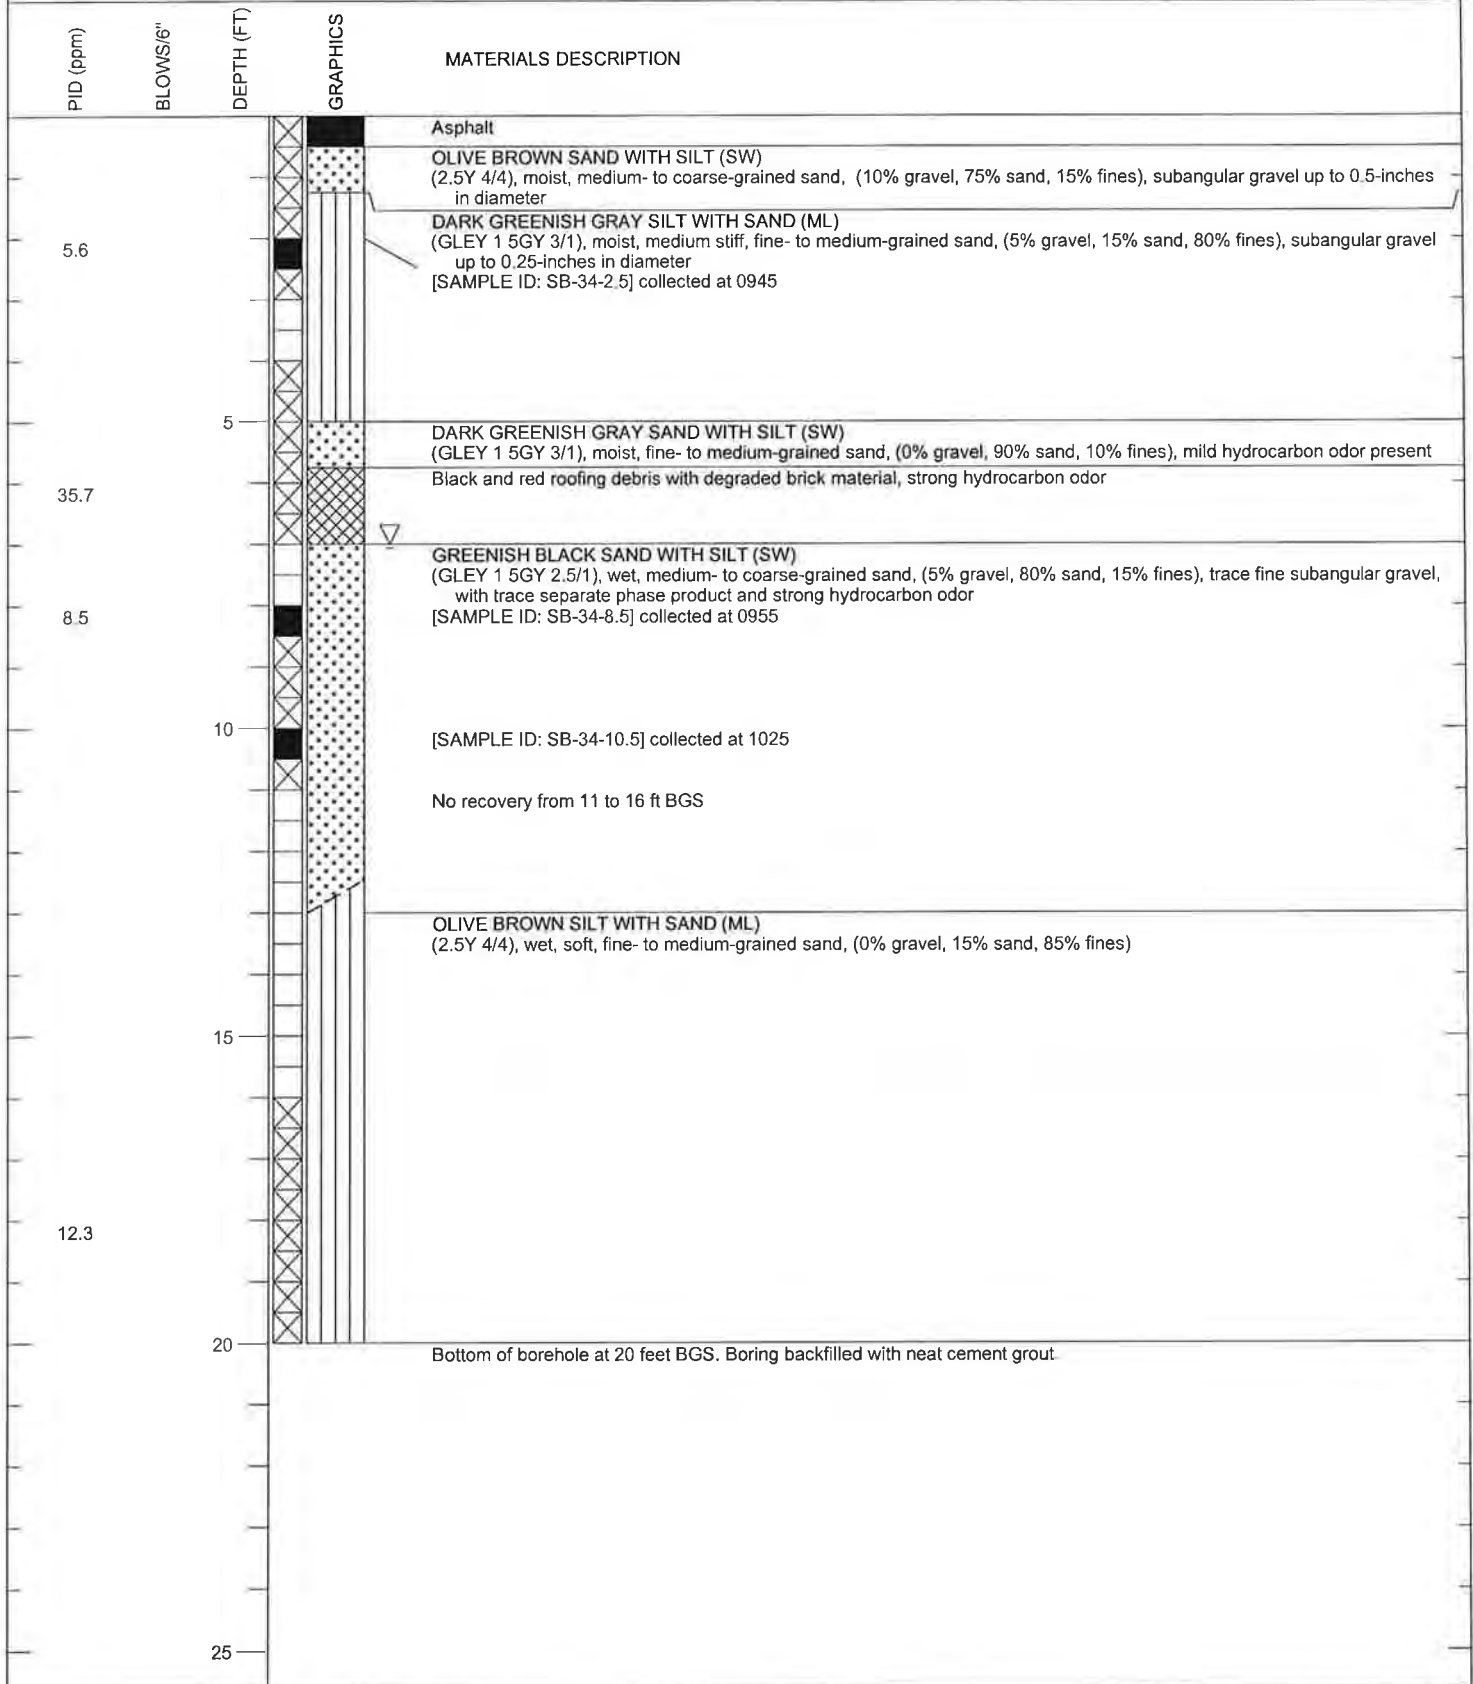 PID (ppm)
BLOWS/6"
DEPTH (FT)
GRAPHICS
MATERIALS DESCRIPTION
Asphalt
OLIVE BROWN SAND WITH SILT (SW)
(2.5Y 4/4), moist, medium- to coarse-grained sand, (10% gravel, 75% sand, 15% fines), subangular gravel up to 0.5-inches
in diameter
DARK GREENISH GRAY SILT WITH SAND (ML)
5.6
(GLEY 1 5GY 3/1), moist, medium stiff, fine- to medium-grained sand, (5% gravel, 15% sand, 80% fines), subangular gravel
up to 0.25-inches in diameter
[SAMPLE ID: SB-34-2.5] collected at 0945
5
DARK GREENISH GRAY SAND WITH SILT (SW)
(GLEY 1 5GY 3/1), moist, fine- to medium-grained sand, (0% gravel, 90% sand, 10% fines), mild hydrocarbon odor present
Black and red roofing debris with degraded brick material, strong hydrocarbon odor
35.7
GREENISH BLACK SAND WITH SILT (SW)
(GLEY 1 5GY 2.5/1), wet, medium- to coarse-grained sand, (5% gravel, 80% sand, 15% fines), trace fine subangular gravel,
with trace separate phase product and strong hydrocarbon odor
8.5
[SAMPLE ID: SB-34-8.5] collected at 0955
10
[SAMPLE ID: SB-34-10.5] collected at 1025
No recovery from 11 to 16 ft BGS
OLIVE BROWN SILT WITH SAND (ML)
(2.5Y 4/4), wet, soft, fine- to medium-grained sand, (0% gravel, 15% sand, 85% fines)
15
12.3
20
Bottom of borehole at 20 feet BGS. Boring backfilled with neat cement grout
25